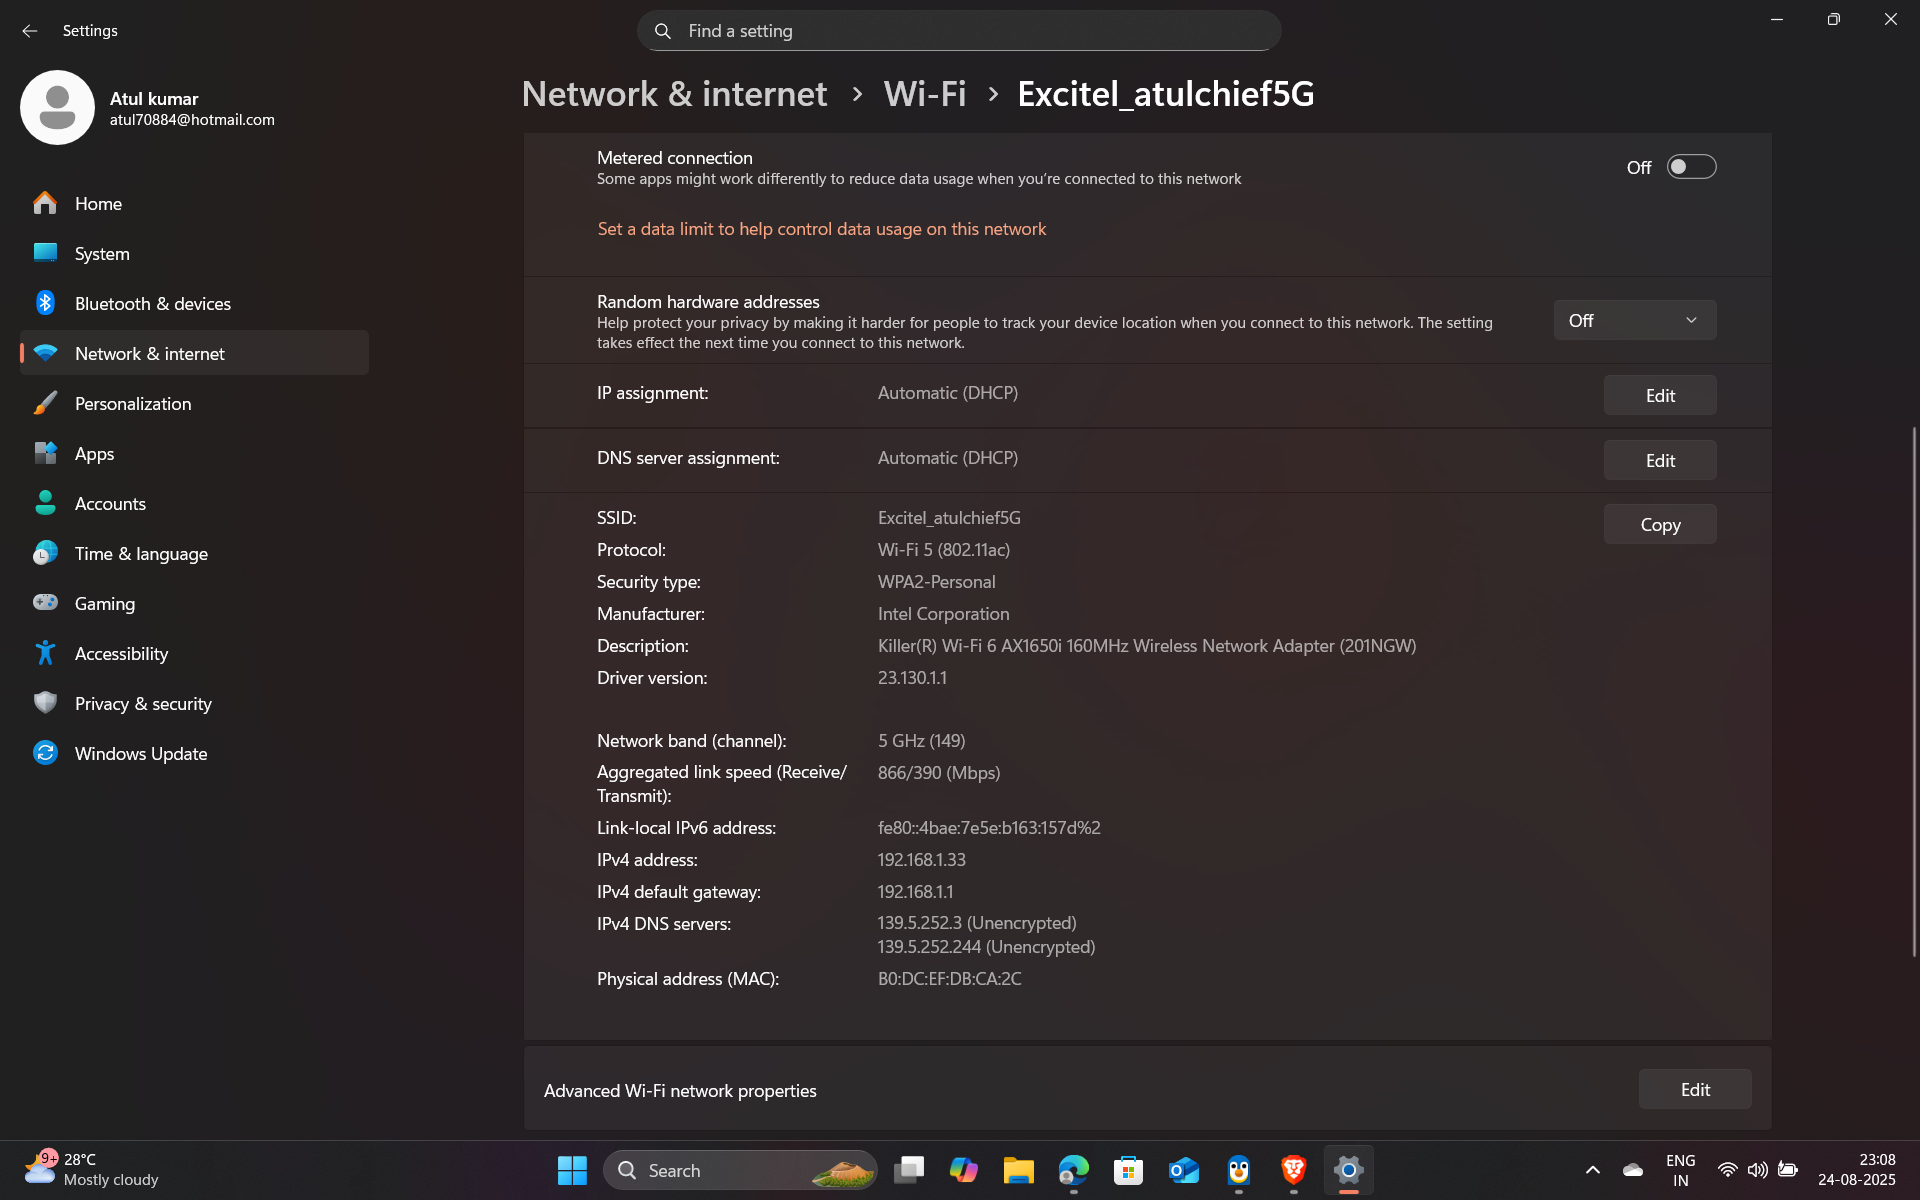 Settings
Find a setting
Atul kumar
atul70884@hotmail.com
Home
System
Bluetooth & devices
Network & internet
Personalization
Apps
Accounts
Time & language
Gaming
Accessibility
Privacy & security
Windows Update
Network & internet > Wi-Fi > Excitel_atulchief5G
Metered connection
Some apps might work differently to reduce data usage when you're connected to this network
Off
Set a data limit to help control data usage on this network
Random hardware addresses
Help protect your privacy by making it harder for people to track your device location when you connect to this network. The setting
takes effect the next time you connect to this network.
Off
IP assignment: Automatic (DHCP) Edit
DNS server assignment: Automatic (DHCP) Edit
SSID: Excitel_atulchief5G Copy
Protocol: Wi-Fi 5 (802.11ac)
Security type: WPA2-Personal
Manufacturer: Intel Corporation
Description: Killer(R) Wi-Fi 6 AX1650i 160MHz Wireless Network Adapter (201NGW)
Driver version: 23.130.1.1
Network band (channel): 5 GHz (149)
Aggregated link speed (Receive/ 866/390 (Mbps)
Transmit):
Link-local IPv6 address: fe80::4bae:7e5e:b163:157d%2
IPv4 address: 192.168.1.33
IPv4 default gateway: 192.168.1.1
IPv4 DNS servers: 139.5.252.3 (Unencrypted)
139.5.252.244 (Unencrypted)
Physical address (MAC): B0:DC:EF:DB:CA:2C
Advanced Wi-Fi network properties Edit
9+
28°C
Mostly cloudy
Search
ENG
IN
23:08
24-08-2025